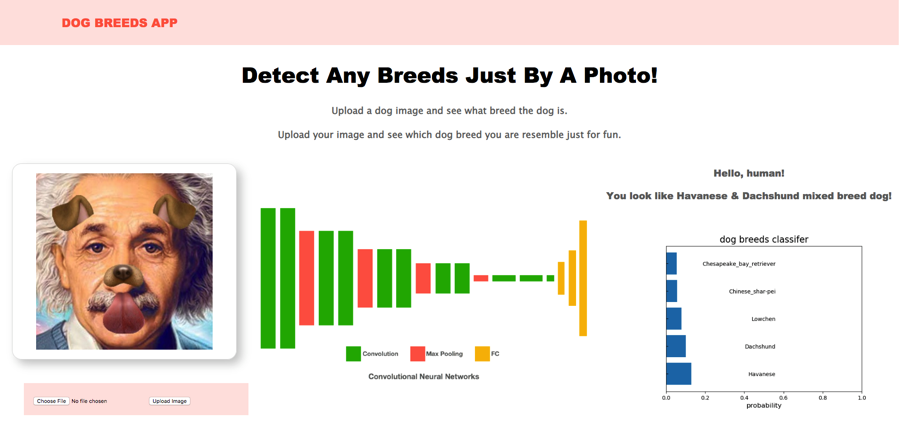 DOG BREEDS APP
Detect Any Breeds Just By A Photo!
Upload a dog image and see what breed the dog is.
Upload your image and see which dog breed you are resemble just for fun.
Hello, human!
You look like Havanese & Dachshund mixed breed dog!
Convolution
Max Pooling
FC
Convolutional Neural Networks
dog breeds classifer
Chesapeake_bay_retriever
Chinese_shar-pei
Lowchen
Dachshund
Havanese
0.0 0.2 0.4 0.6 0.8 1.0
probability
Choose File No file chosen
Upload Image